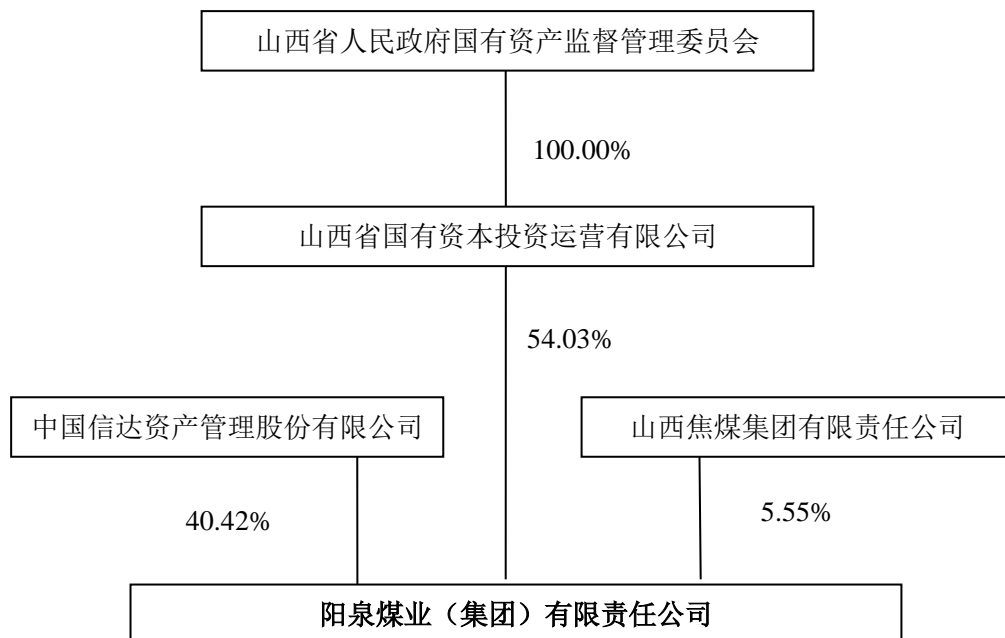 山西省人民政府国有资产监督管理委员会
100.00%
山西省国有资本投资运营有限公司
54.03%
中国信达资产管理股份有限公司
山西焦煤集团有限责任公司
40.42%
5.55%
阳泉煤业（集团）有限责任公司